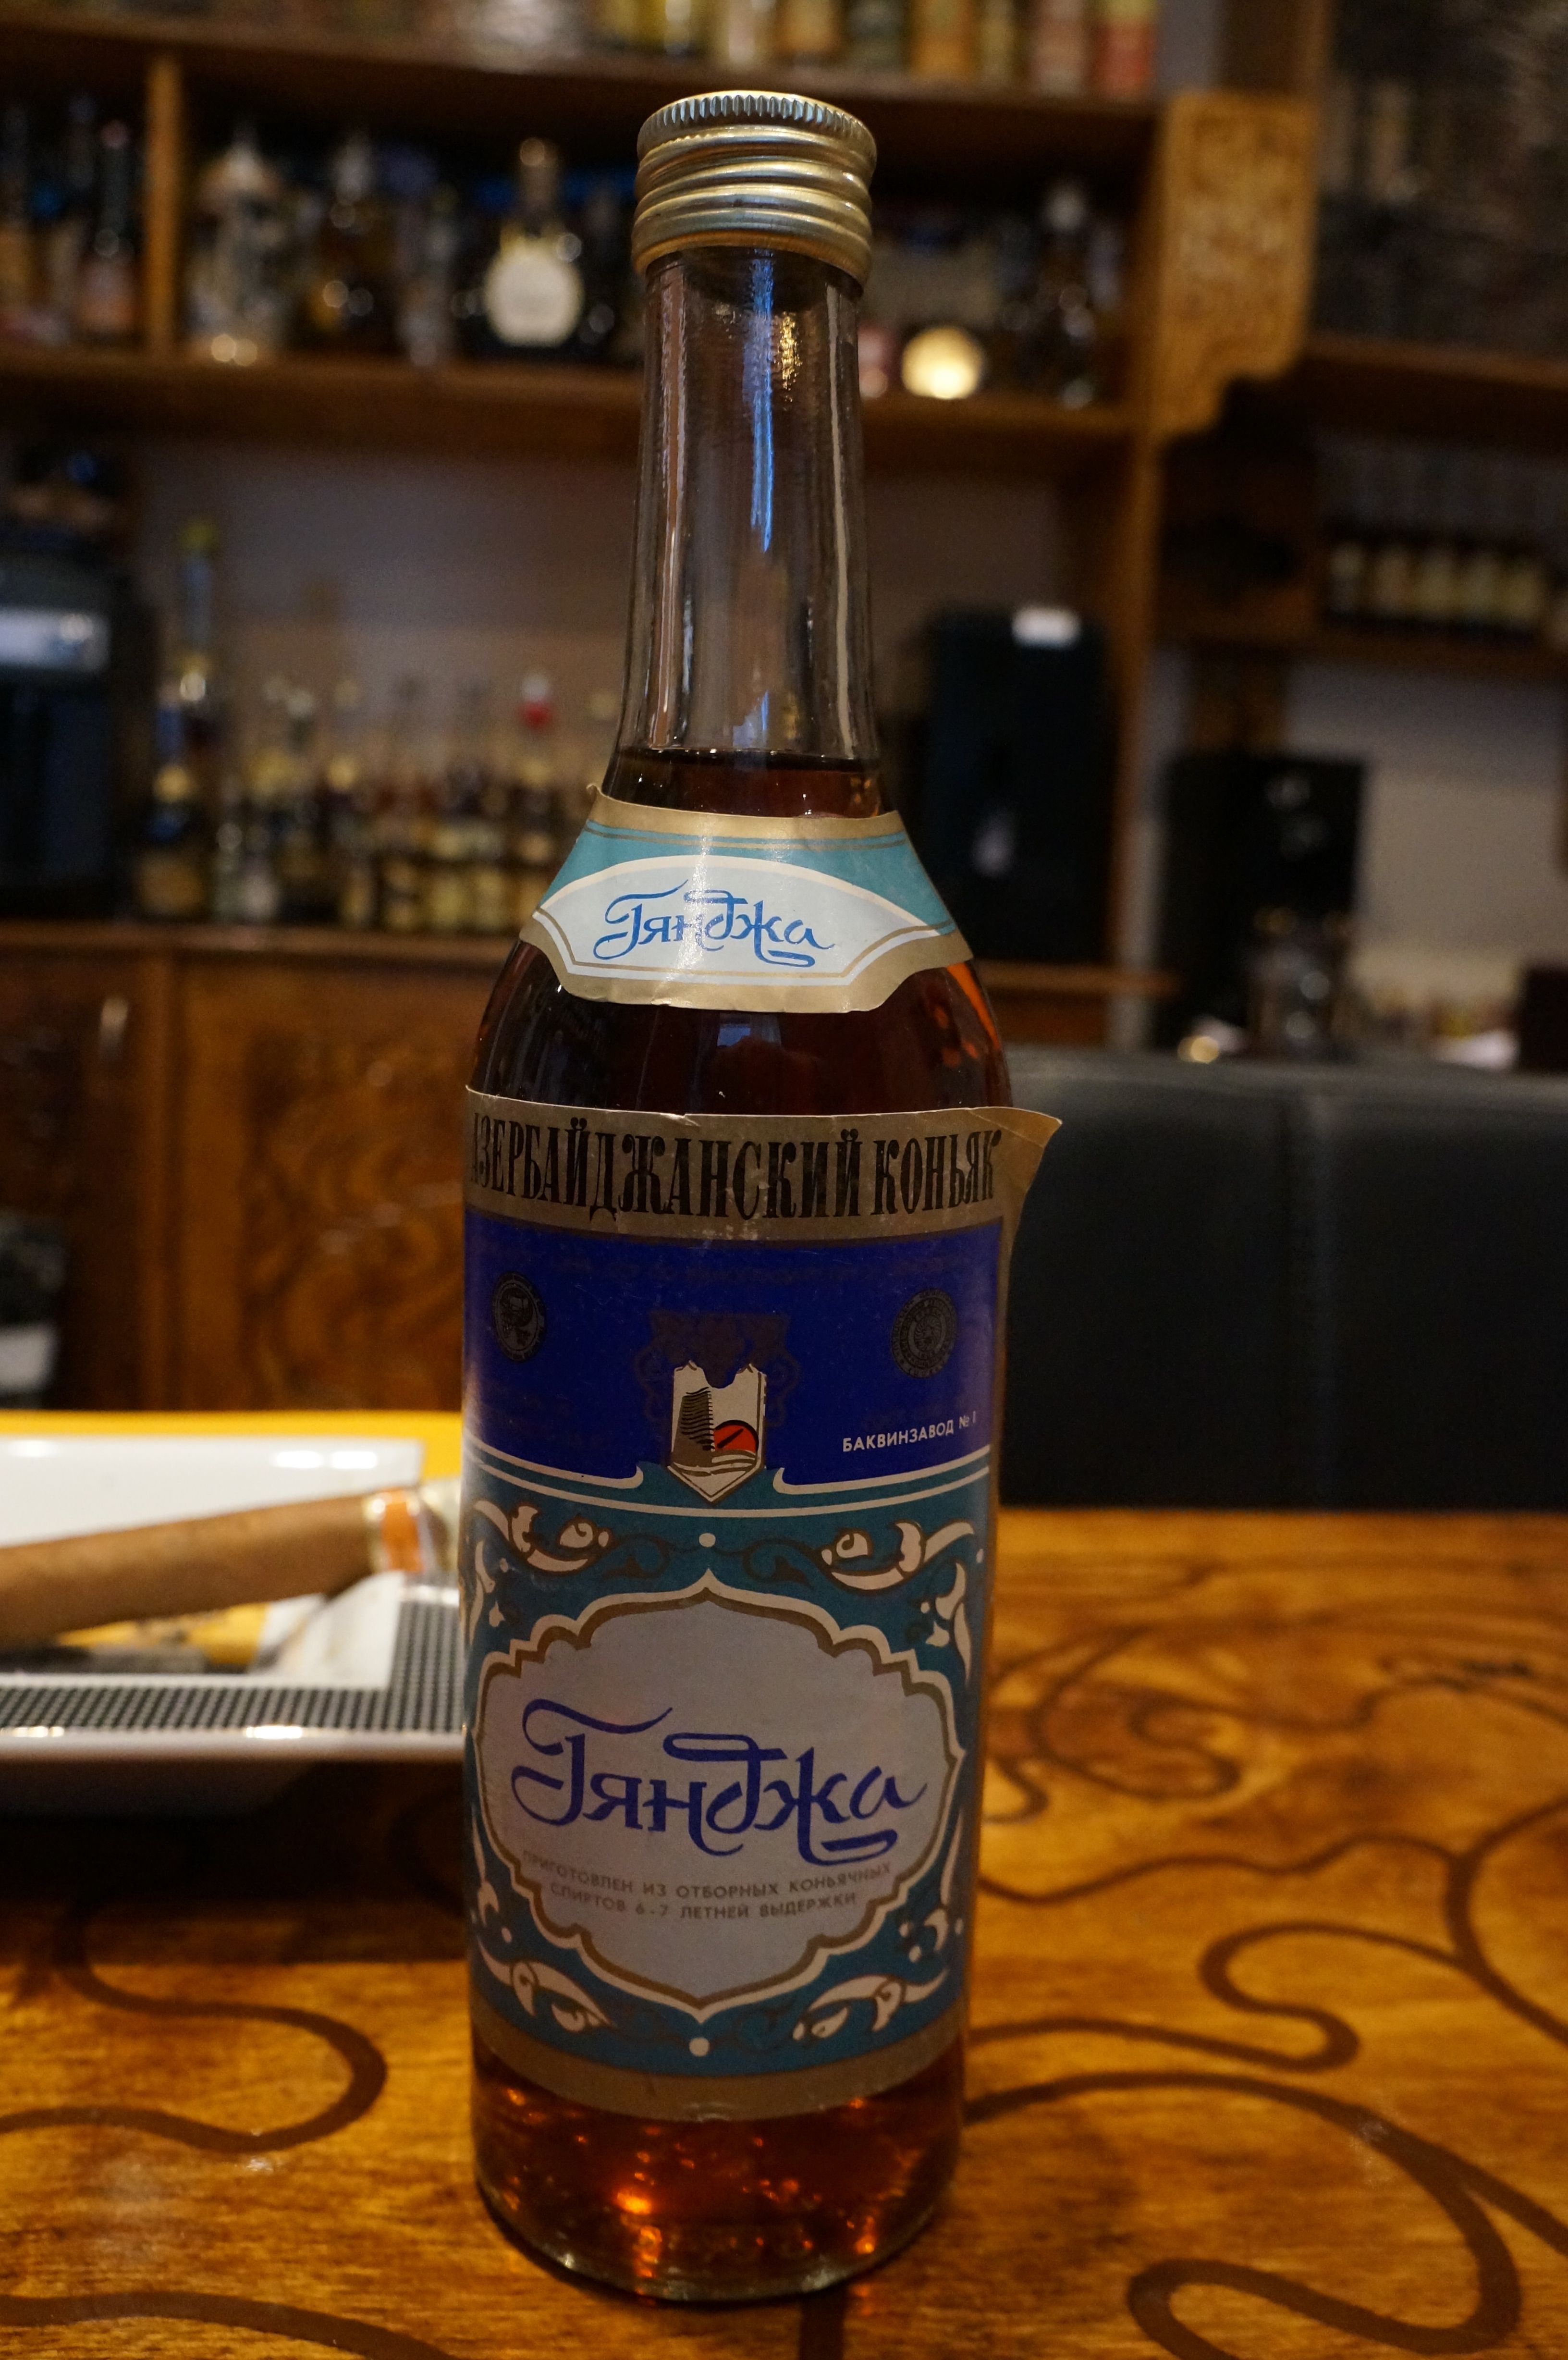 Гянджа
АЗЕРБАЙДЖАНСКИЙ КОНЬЯК
БАКВИНЗАВОД № 1
Гянджа
ПРИГОТОВЛЕН ИЗ ОТБОРНЫХ КОНЬЯЧНЫХ
СПИРТОВ 6-7 ЛЕТНЕЙ ВЫДЕРЖКИ